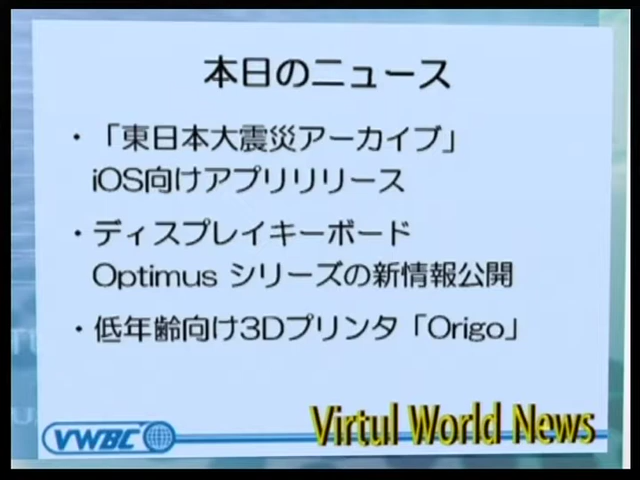 本日のニュース
・「東日本大震災アーカイブ」
iOS向けアプリリリース
・ディスプレイキーボード
Optimus シリーズの新情報公開
・低年齢向け3Dプリンタ「Origo」
VWBC
Virtul World News